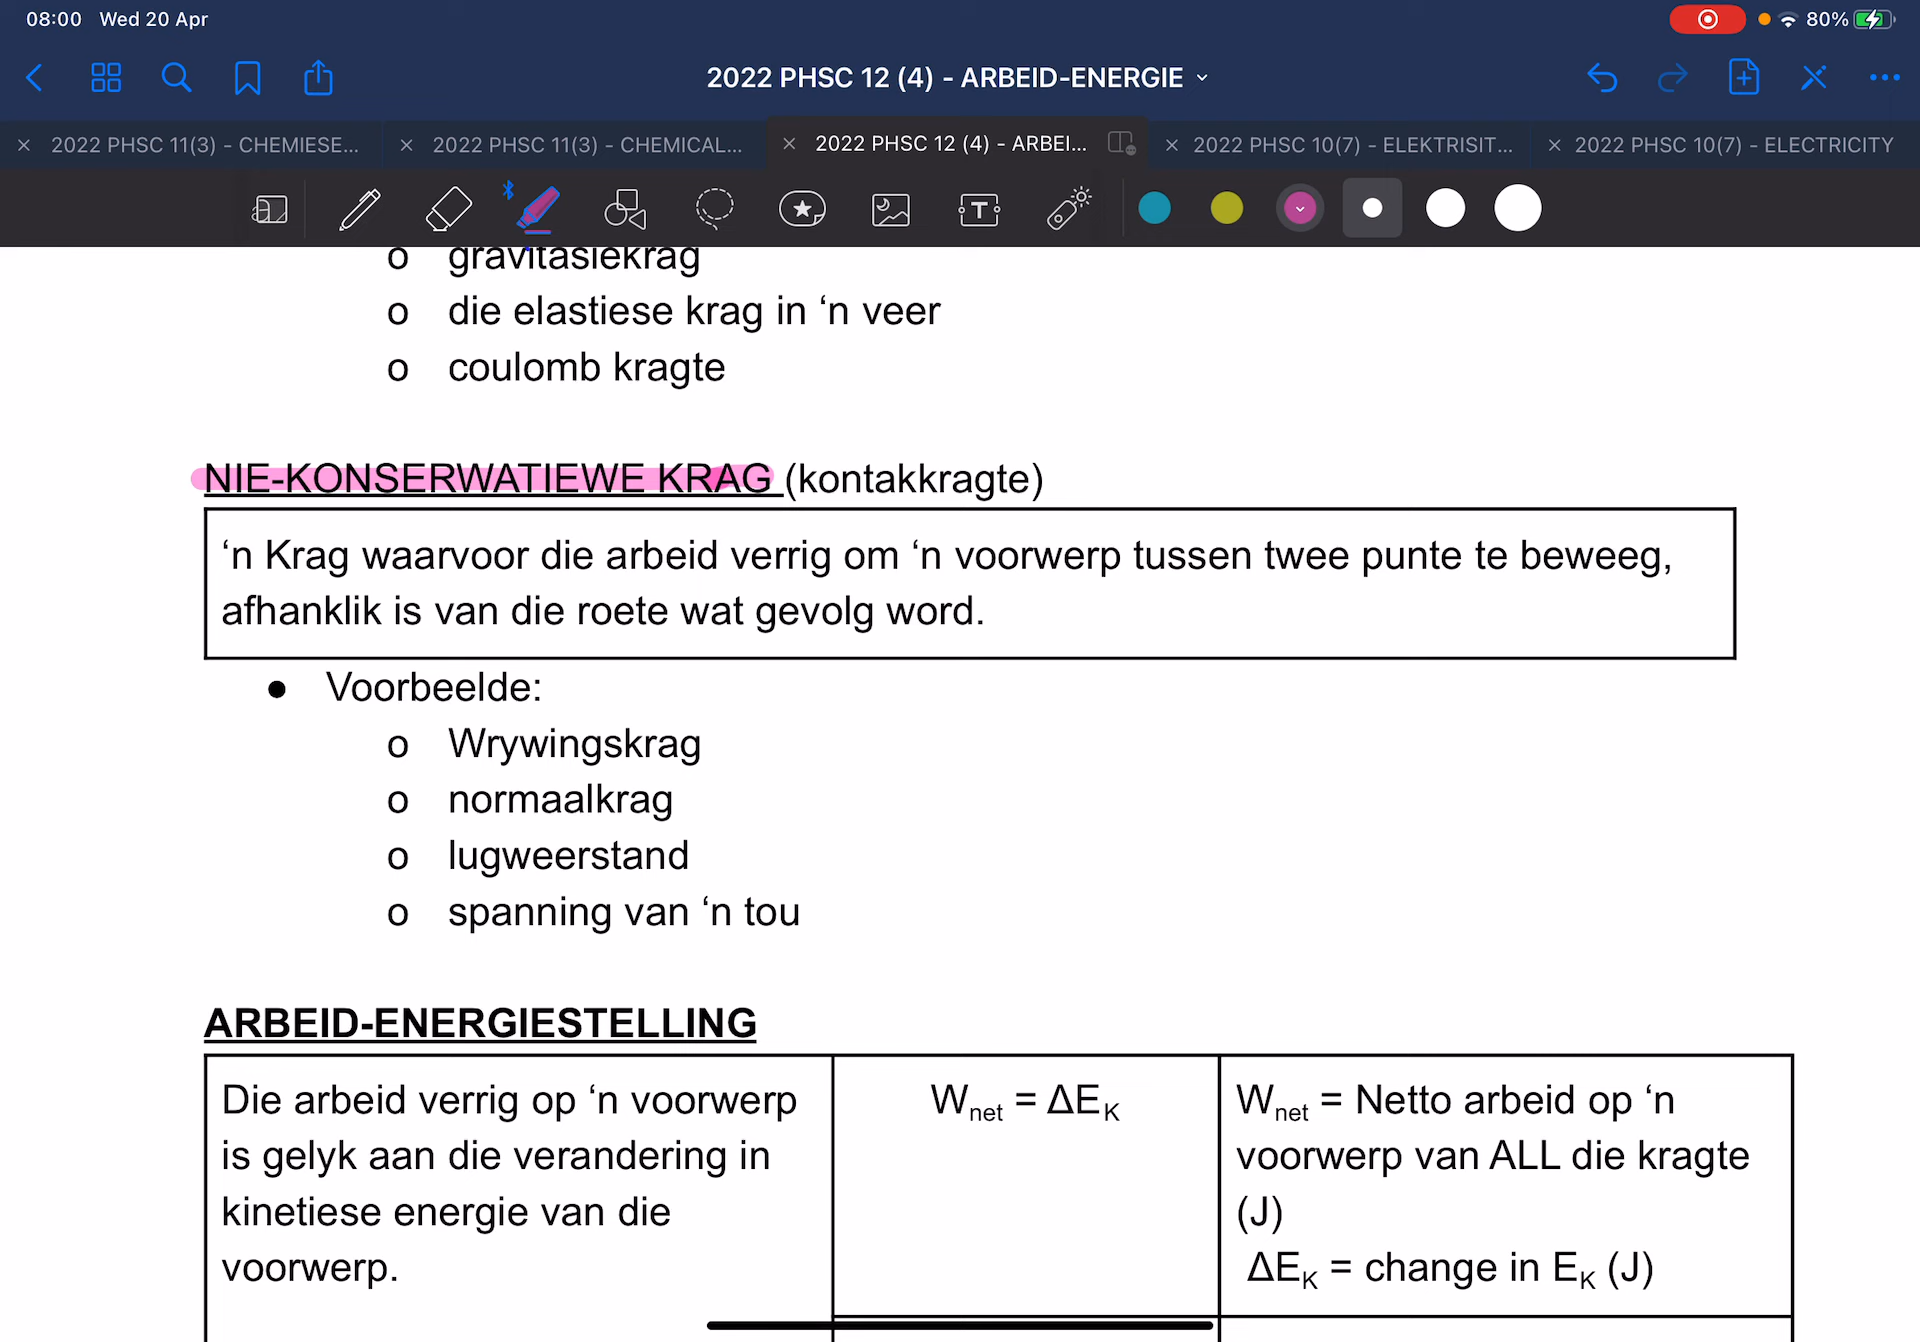 08:00 Wed 20 Apr
80%
2022 PHSC 12 (4) - ARBEID-ENERGIE
2022 PHSC 11(3) - CHEMIESE...
2022 PHSC 11(3) - CHEMICAL...
2022 PHSC 12 (4) - ARBEI...
2022 PHSC 10(7) - ELEKTRISIT...
2022 PHSC 10(7) - ELECTRICITY
T
o gravitasiekrag
o die elastiese krag in ‘n veer
o coulomb kragte
NIE-KONSERWATIEWE KRAG (kontakkragte)
‘n Krag waarvoor die arbeid verrig om ‘n voorwerp tussen twee punte te beweeg,
afhanklik is van die roete wat gevolg word.
● Voorbeelde:
o Wrywingskrag
o normaalkrag
o lugweerstand
o spanning van ‘n tou
ARBEID-ENERGIESTELLING
Die arbeid verrig op ‘n voorwerp
is gelyk aan die verandering in
kinetiese energie van die
voorwerp.
Wnet = ΔEK
Wnet = Netto arbeid op ‘n
voorwerp van ALL die kragte
(J)
ΔEK = change in EK (J)